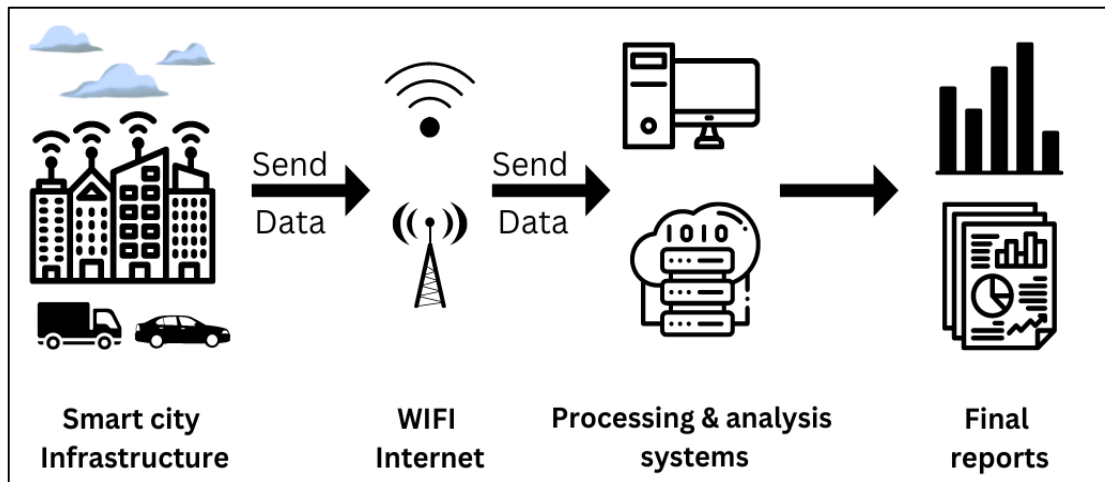 Send
Data
Send
Data
1010
Smart city
Infrastructure
WIFI
Internet
Processing & analysis
systems
Final
reports